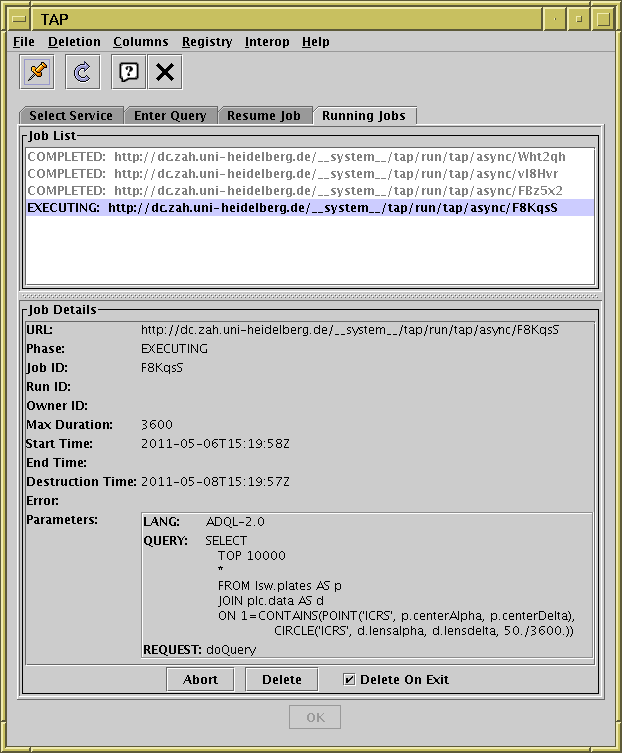 TAP
File Deletion Columns Registry Interop Help
Select Service Enter Query Resume Job Running Jobs
Job List
COMPLETED: http://dc.zah.uni-heidelberg.de/__system__/tap/run/tap/async/Wht2qh
COMPLETED: http://dc.zah.uni-heidelberg.de/__system__/tap/run/tap/async/vI8Hvr
COMPLETED: http://dc.zah.uni-heidelberg.de/__system__/tap/run/tap/async/FBz5x2
EXECUTING: http://dc.zah.uni-heidelberg.de/__system__/tap/run/tap/async/F8KqsS
Job Details
URL: http://dc.zah.uni-heidelberg.de/__system__/tap/run/tap/async/F8KqsS
Phase: EXECUTING
Job ID: F8KqsS
Run ID:
Owner ID:
Max Duration: 3600
Start Time: 2011-05-06T15:19:58Z
End Time:
Destruction Time: 2011-05-08T15:19:57Z
Error:
Parameters:
LANG: ADQL-2.0
QUERY: SELECT
TOP 10000
*
FROM lsw.plates AS p
JOIN plc.data AS d
ON 1=CONTAINS(POINT('ICRS', p.centerAlpha, p.centerDelta),
CIRCLE('ICRS', d.lensalpha, d.lensdelta, 50./3600.))
REQUEST: doQuery
Abort Delete Delete On Exit
OK